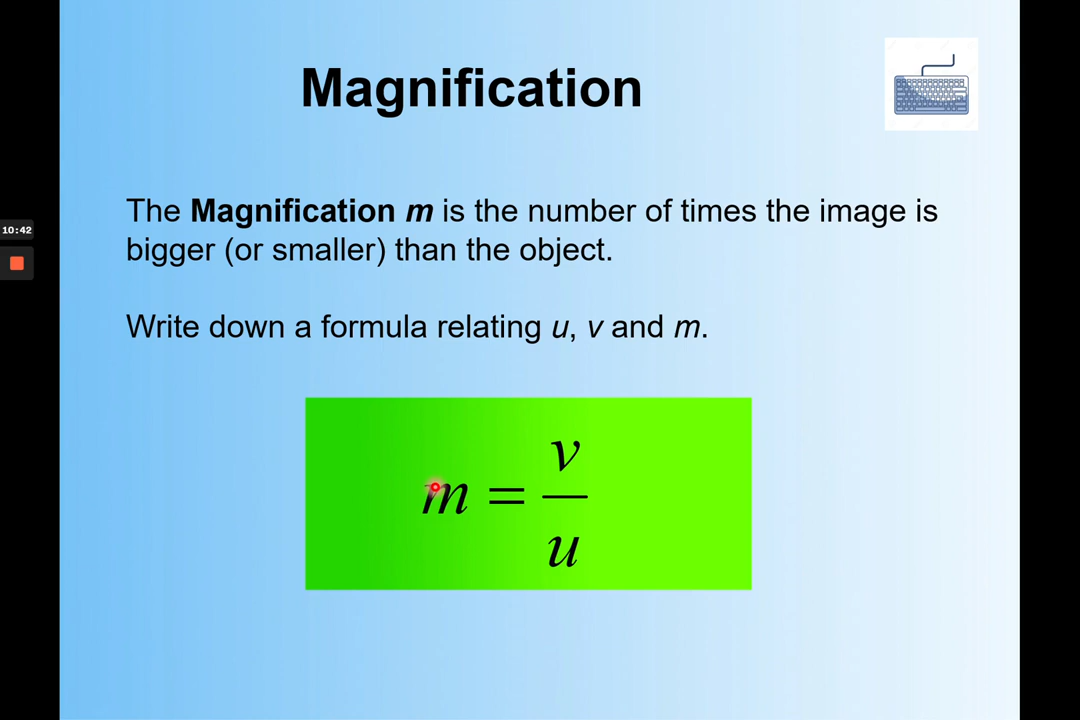 Magnification
10:42
The Magnification m is the number of times the image is
bigger (or smaller) than the object.
Write down a formula relating u, v and m.
m = v/u